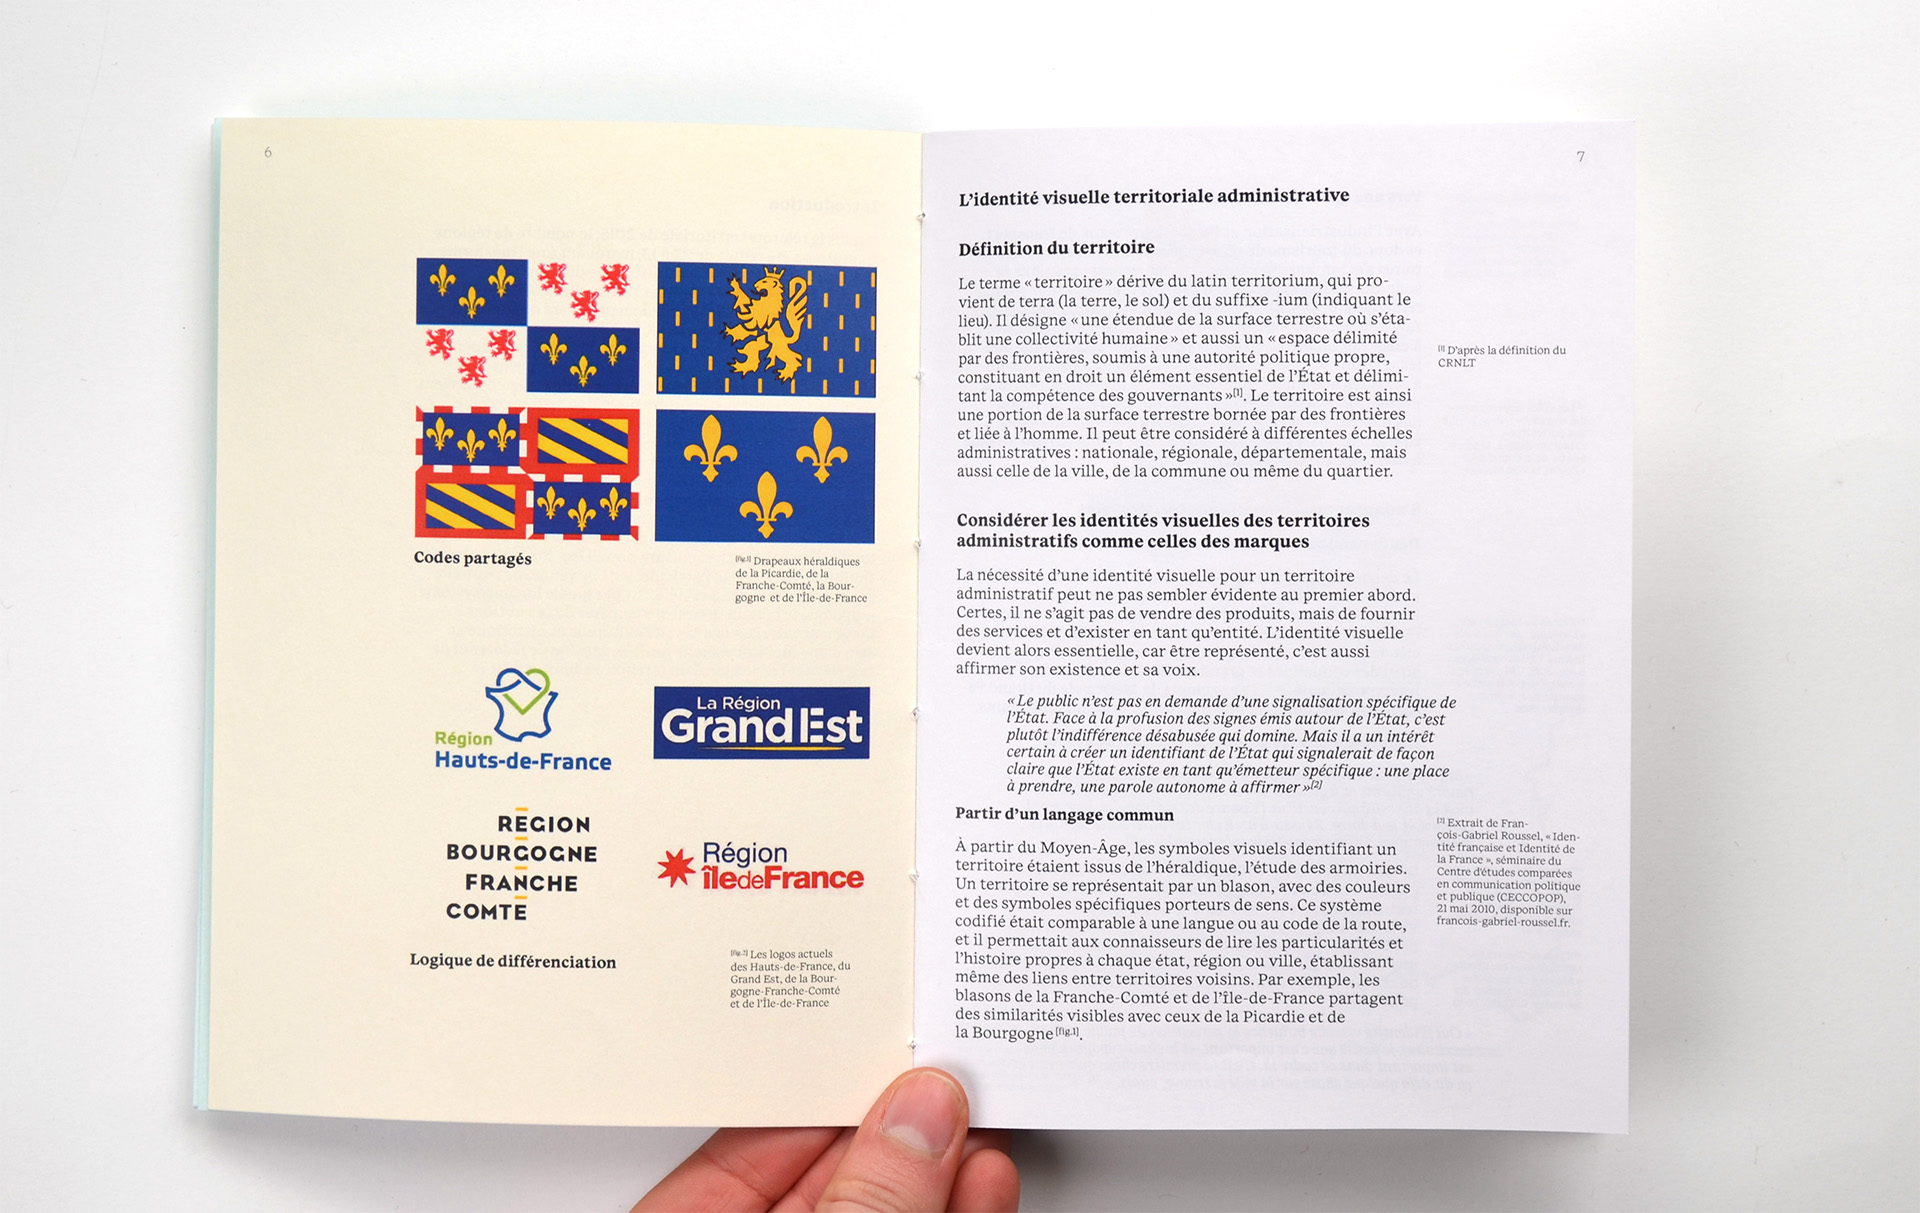 6
Codes partagés
[fig.1] Drapeaux héraldiques
de la Picardie, de la
Franche-Comté, la Bour-
gogne et de l'Île-de-France
Région
Hauts-de-France
La Région
Grand Est
RÉGION
BOURGOGNE
FRANCHE
COMTÉ
Région
îledeFrance
Logique de différenciation
[fig.2] Les logos actuels
des Hauts-de-France, du
Grand Est, de la Bour-
gogne-Franche-Comté
et de l'Île-de-France
7
L'identité visuelle territoriale administrative
Définition du territoire
Le terme « territoire » dérive du latin territorium, qui pro-
vient de terra (la terre, le sol) et du suffixe -ium (indiquant le
lieu). Il désigne « une étendue de la surface terrestre où s'éta-
blit une collectivité humaine » et aussi un « espace délimité
par des frontières, soumis à une autorité politique propre,
constituant en droit un élément essentiel de l'État et délimi-
tant la compétence des gouvernants »[1]. Le territoire est ainsi
une portion de la surface terrestre bornée par des frontières
et liée à l'homme. Il peut être considéré à différentes échelles
administratives : nationale, régionale, départementale, mais
aussi celle de la ville, de la commune ou même du quartier.
[1] D'après la définition du
CRNLT
Considérer les identités visuelles des territoires
administratifs comme celles des marques
La nécessité d'une identité visuelle pour un territoire
administratif peut ne pas sembler évidente au premier abord.
Certes, il ne s'agit pas de vendre des produits, mais de fournir
des services et d'exister en tant qu'entité. L'identité visuelle
devient alors essentielle, car être représenté, c'est aussi
affirmer son existence et sa voix.
« Le public n'est pas en demande d'une signalisation spécifique de
l'État. Face à la profusion des signes émis autour de l'État, c'est
plutôt l'indifférence désabusée qui domine. Mais il a un intérêt
certain à créer un identifiant de l'État qui signalerait de façon
claire que l'État existe en tant qu'émetteur spécifique : une place
à prendre, une parole autonome à affirmer »[2]
Partir d'un langage commun
À partir du Moyen-Âge, les symboles visuels identifiant un
territoire étaient issus de l'héraldique, l'étude des armoiries.
Un territoire se représentait par un blason, avec des couleurs
et des symboles spécifiques porteurs de sens. Ce système
codifié était comparable à une langue ou au code de la route,
et il permettait aux connaisseurs de lire les particularités et
l'histoire propres à chaque état, région ou ville, établissant
même des liens entre territoires voisins. Par exemple, les
blasons de la Franche-Comté et de l'île-de-France partagent
des similarités visibles avec ceux de la Picardie et de
la Bourgogne[fig.1].
[2] Extrait de Fran-
çois-Gabriel Roussel, « Iden-
tité française et Identité de
la France », séminaire du
Centre d'études comparées
en communication politique
et publique (CECCOPOP),
21 mai 2010, disponible sur
francois-gabriel-roussel.fr.